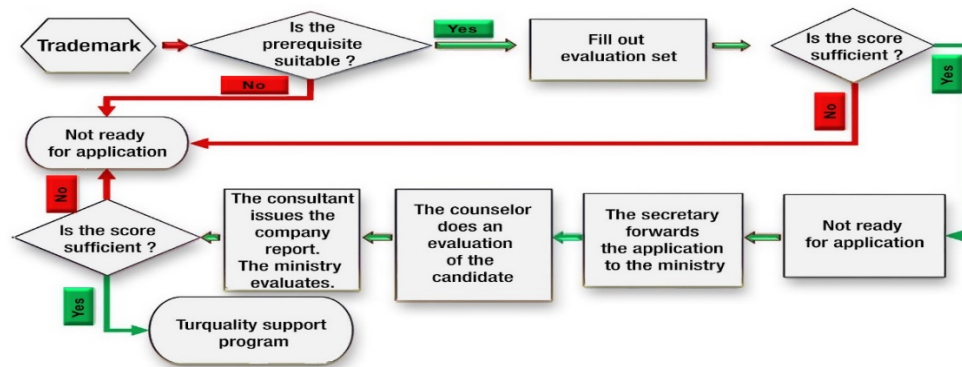 Trademark
Is the
prerequisite
suitable ?
Yes
Fill out
evaluation set
Is the score
sufficient ?
Yes
No
No
Not ready
for application
No
Is the score
sufficient ?
The consultant
issues the
company
report.
The ministry
evaluates.
The counselor
does an
evaluation
of the
candidate
The secretary
forwards
the application
to the ministry
Not ready
for application
Yes
Turquality support
program